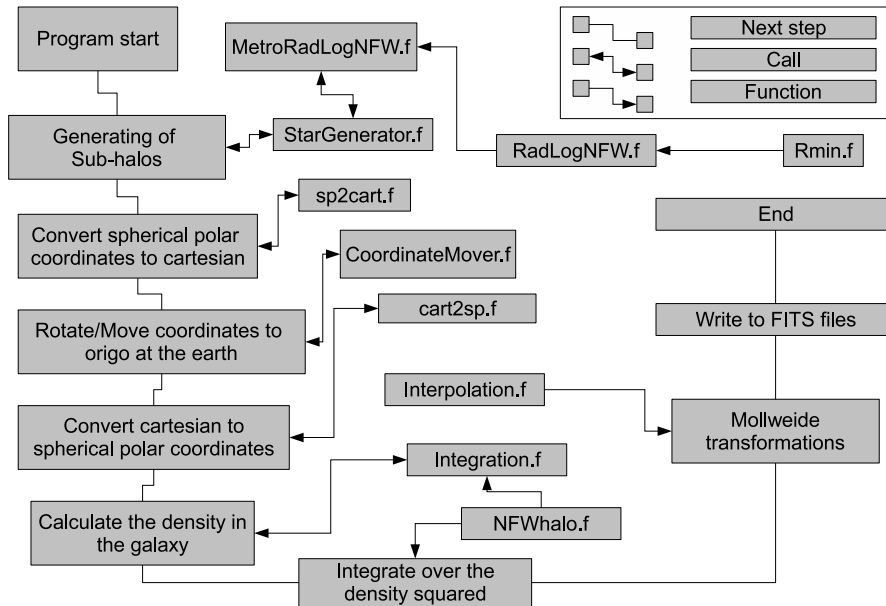 Program start
MetroRadLogNFW.f
Next step
Call
Function
Generating of
Sub-halos
StarGenerator.f
RadLogNFW.f
Rmin.f
sp2cart.f
End
Convert spherical polar
coordinates to cartesian
CoordinateMover.f
cart2sp.f
Write to FITS files
Rotate/Move coordinates to
origo at the earth
Interpolation.f
Mollweide
transformations
Convert cartesian to
spherical polar coordinates
Integration.f
Calculate the density in
the galaxy
NFWhalo.f
Integrate over the
density squared